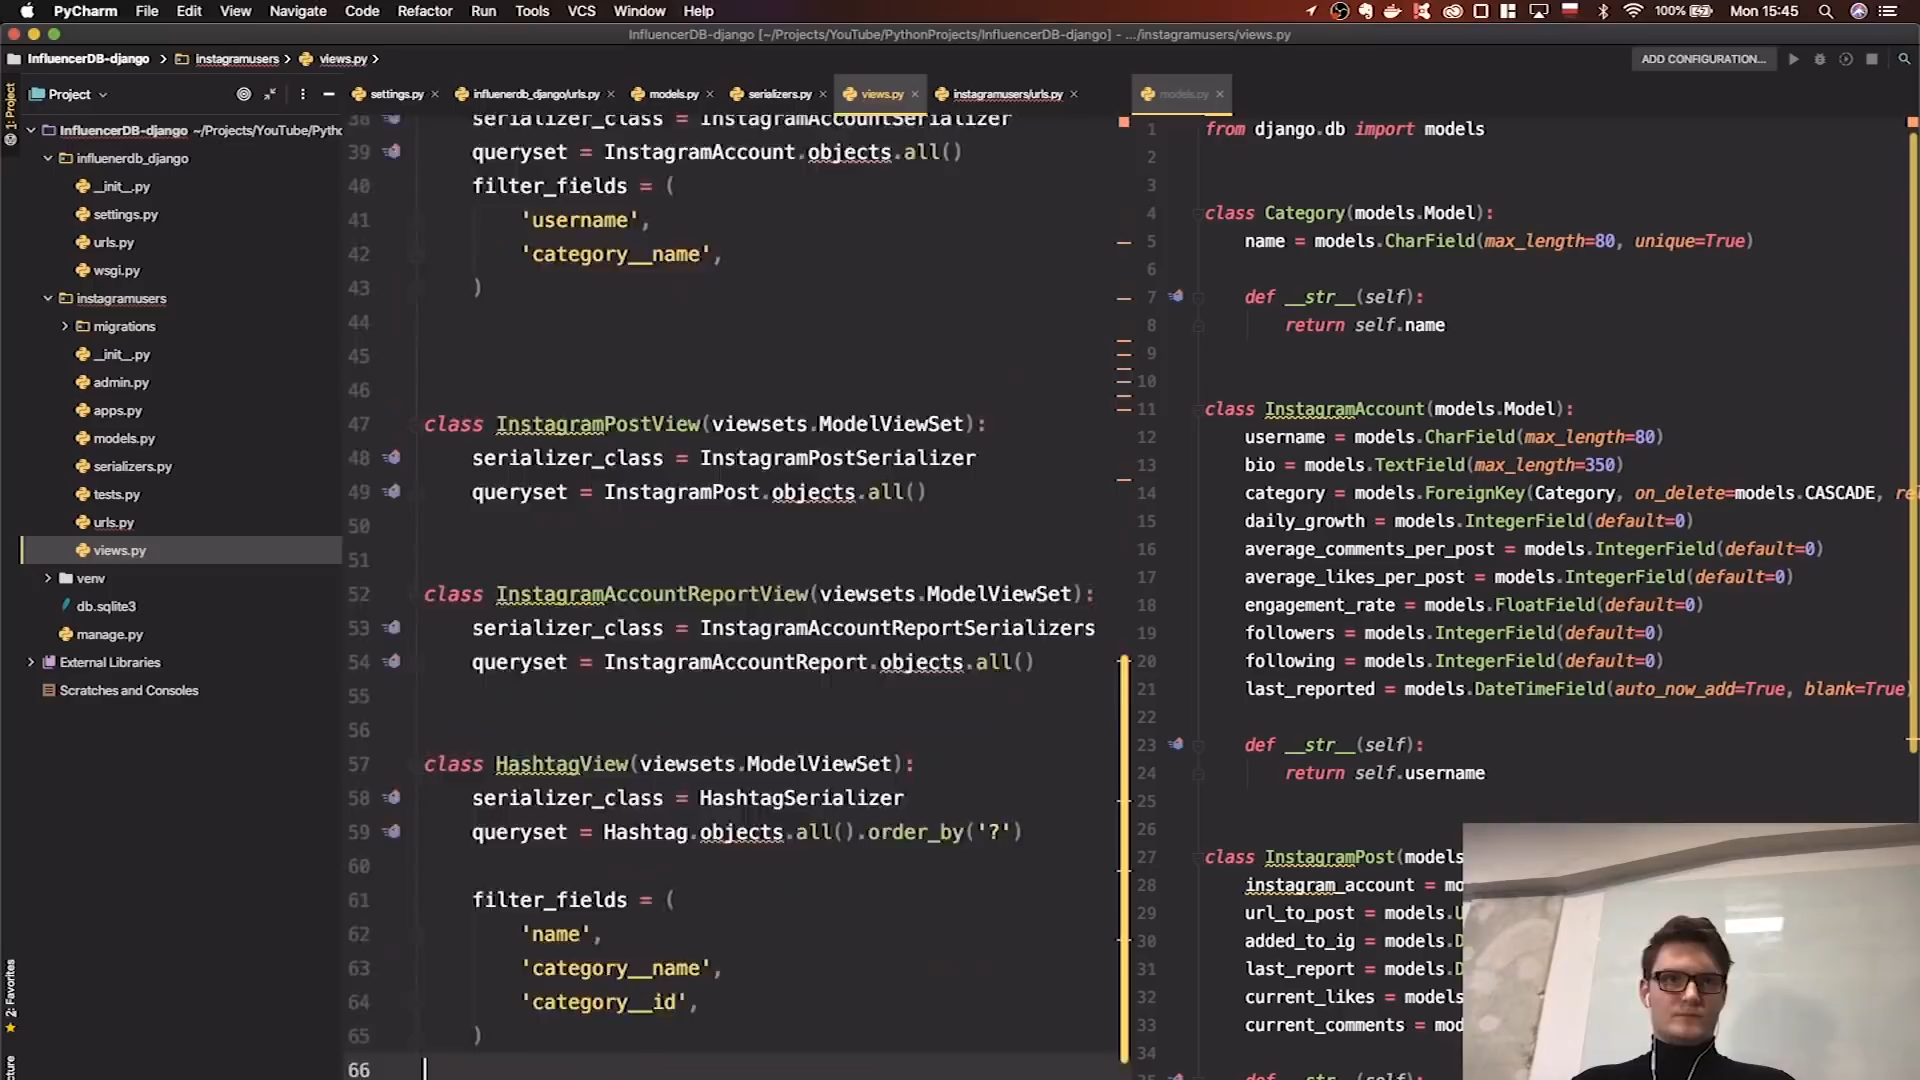 PyCharm File Edit View Navigate Code Refactor Run Tools VCS Window Help
100% Mon 15:45
InfluencerDB-django [~/Projects/YouTube/PythonProjects/InfluencerDB-django] - .../instagramusers/views.py
InfluencerDB-django instagramusers views.py
ADD CONFIGURATION...
1: Project
2: Favorites
Project
InfluencerDB-django ~/Projects/YouTube/Pytho
influenerdb_django
__init__.py
settings.py
urls.py
wsgi.py
instagramusers
migrations
__init__.py
admin.py
apps.py
models.py
serializers.py
tests.py
urls.py
views.py
venv
db.sqlite3
manage.py
External Libraries
Scratches and Consoles
settings.py influenerdb_django/urls.py models.py serializers.py views.py instagramusers/urls.py
38 serializer_class = InstagramAccountSerializer
39 queryset = InstagramAccount.objects.all()
40 filter_fields = (
41 'username',
42 'category__name',
43 )
44
45
46
47 class InstagramPostView(viewsets.ModelViewSet):
48 serializer_class = InstagramPostSerializer
49 queryset = InstagramPost.objects.all()
50
51
52 class InstagramAccountReportView(viewsets.ModelViewSet):
53 serializer_class = InstagramAccountReportSerializers
54 queryset = InstagramAccountReport.objects.all()
55
56
57 class HashtagView(viewsets.ModelViewSet):
58 serializer_class = HashtagSerializer
59 queryset = Hashtag.objects.all().order_by('?')
60
61 filter_fields = (
62 'name',
63 'category__name',
64 'category__id',
65 )
66
models.py
1 from django.db import models
2
3
4 class Category(models.Model):
5 name = models.CharField(max_length=80, unique=True)
6
7 def __str__(self):
8 return self.name
9
10
11 class InstagramAccount(models.Model):
12 username = models.CharField(max_length=80)
13 bio = models.TextField(max_length=350)
14 category = models.ForeignKey(Category, on_delete=models.CASCADE, rel
15 daily_growth = models.IntegerField(default=0)
16 average_comments_per_post = models.IntegerField(default=0)
17 average_likes_per_post = models.IntegerField(default=0)
18 engagement_rate = models.FloatField(default=0)
19 followers = models.IntegerField(default=0)
20 following = models.IntegerField(default=0)
21 last_reported = models.DateTimeField(auto_now_add=True, blank=True)
22
23 def __str__(self):
24 return self.username
25
26
27 class InstagramPost(models
28 instagram_account = mo
29 url_to_post = models.U
30 added_to_ig = models.D
31 last_report = models.D
32 current_likes = models
33 current_comments = mod
34
35 def __str__(self):